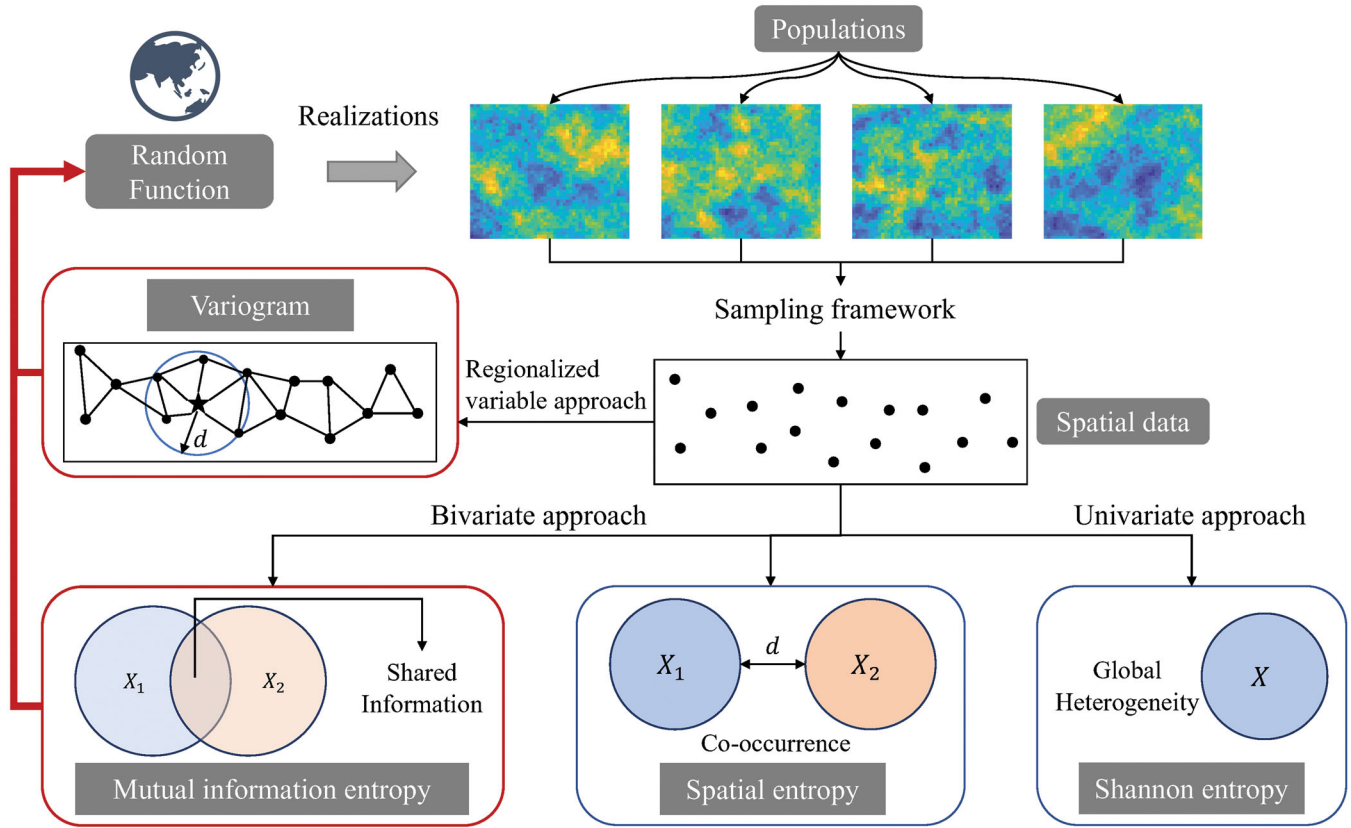 Populations
Realizations
Random
Function
Sampling framework
Variogram
d
Regionalized
variable approach
Spatial data
Bivariate approach
Univariate approach
X₁
X₂
Shared
Information
Mutual information entropy
X₁
d
X₂
Co-occurrence
Spatial entropy
Global
Heterogeneity
X
Shannon entropy